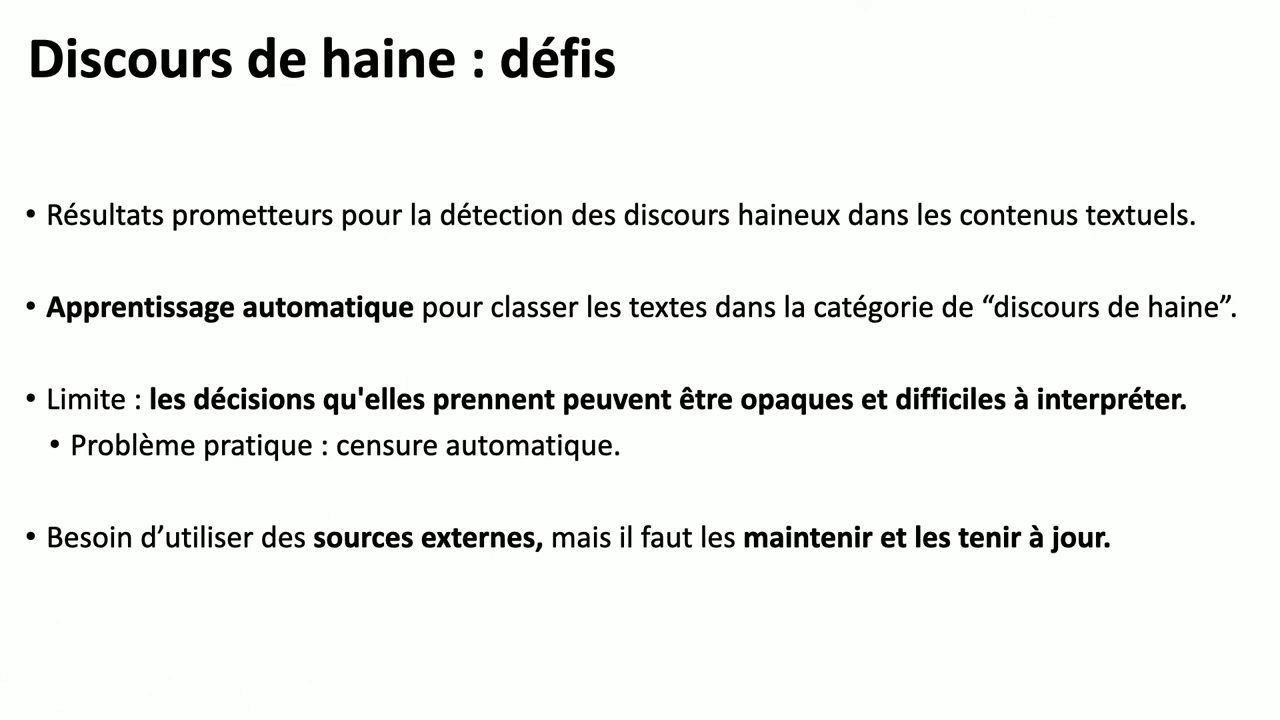 Discours de haine : défis
• Résultats prometteurs pour la détection des discours haineux dans les contenus textuels.
• Apprentissage automatique pour classer les textes dans la catégorie de “discours de haine”.
• Limite : les décisions qu'elles prennent peuvent être opaques et difficiles à interpréter.
• Problème pratique : censure automatique.
• Besoin d’utiliser des sources externes, mais il faut les maintenir et les tenir à jour.